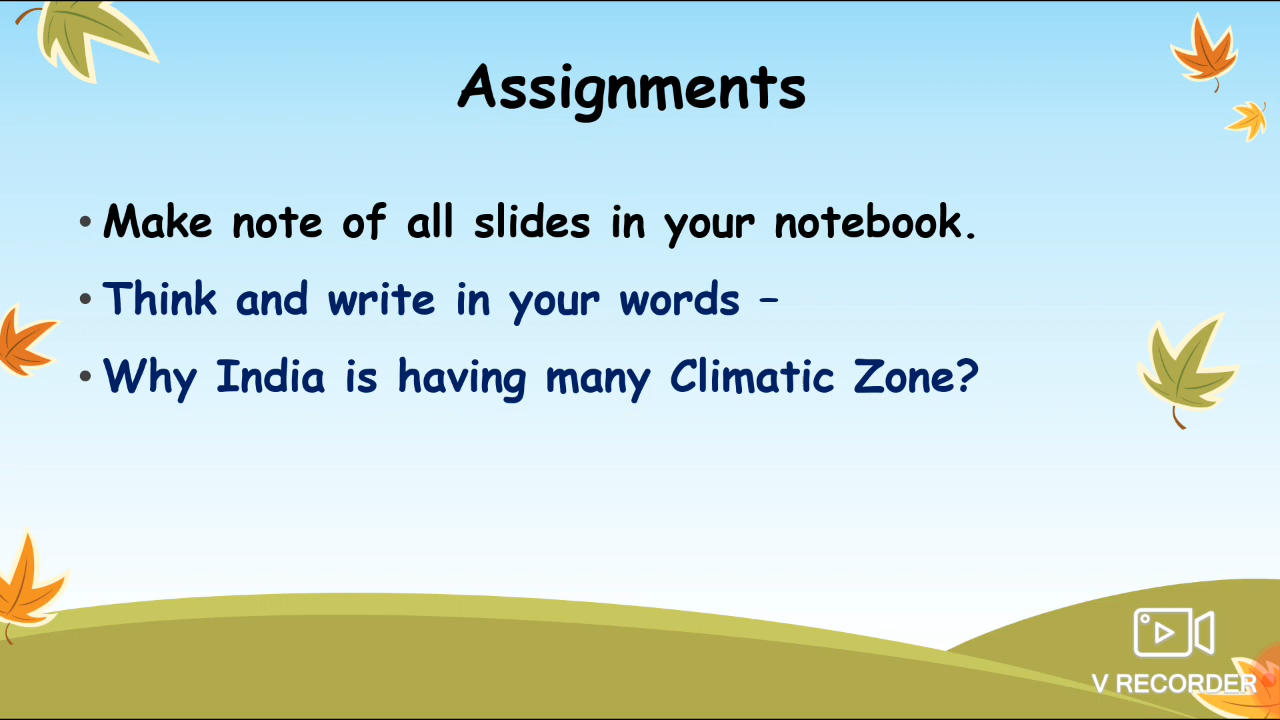 Assignments
• Make note of all slides in your notebook.
• Think and write in your words –
• Why India is having many Climatic Zone?
V RECORDER